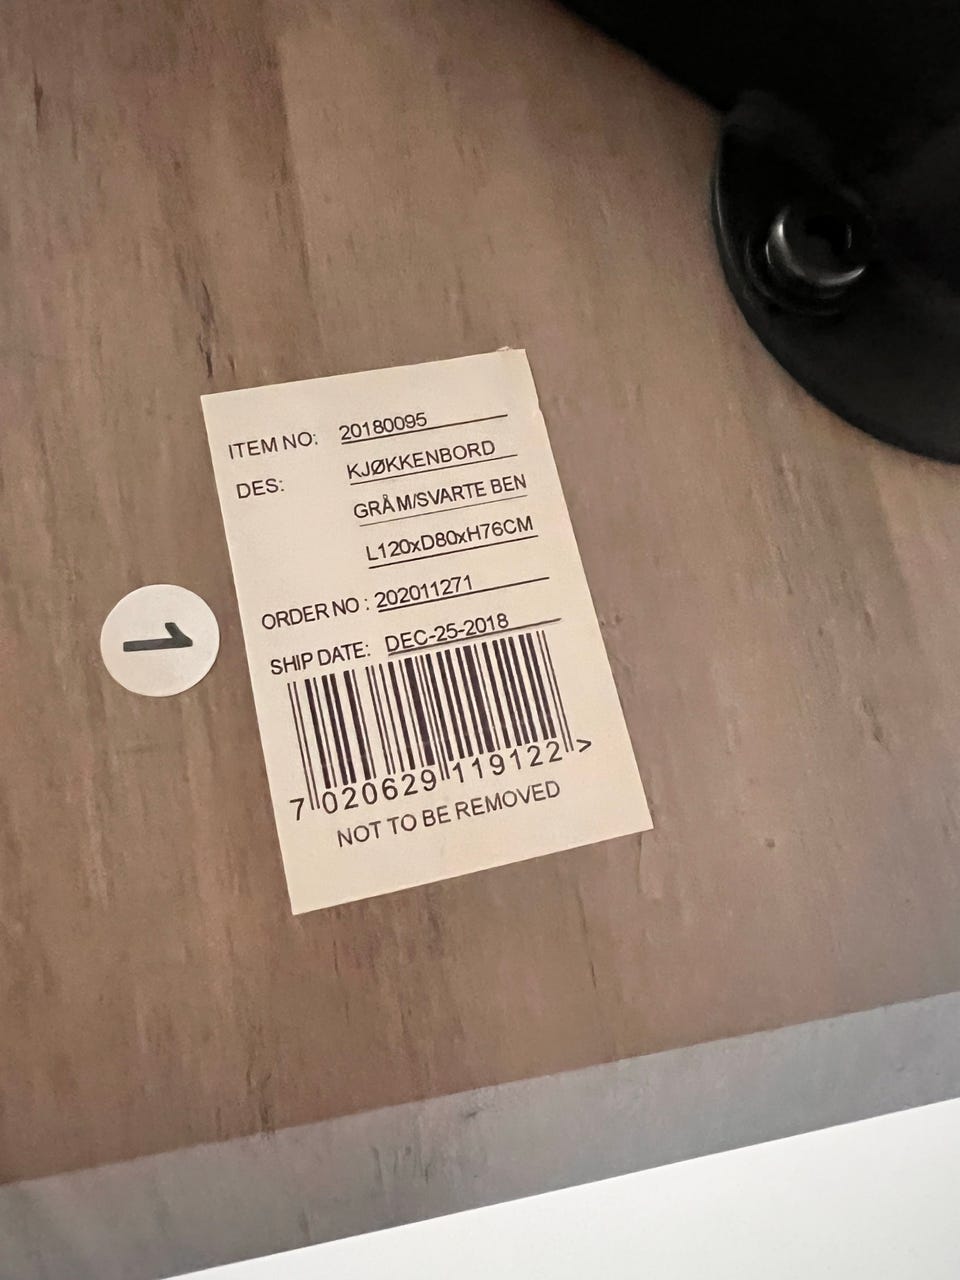 ITEM NO: 20180095
DES: KJØKKENBORD
GRÅ M/SVARTE BEN
L120xD80xH76CM
ORDER NO : 202011271
SHIP DATE: DEC-25-2018
7 020629 119122 >
NOT TO BE REMOVED
1